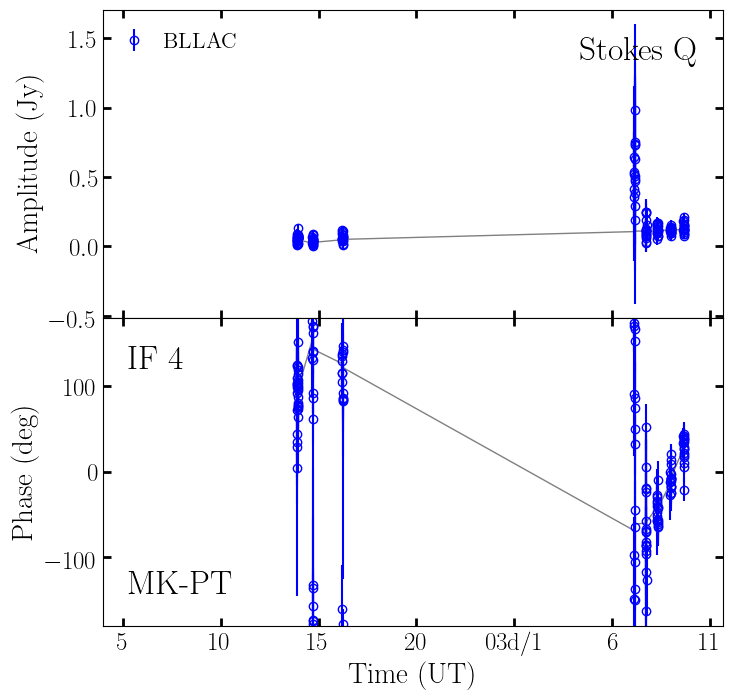 BLLAC
Stokes Q
1.5
1.0
0.5
0.0
−0.5
Amplitude (Jy)
IF 4
100
0
−100
Phase (deg)
MK-PT
5 10 15 20 03d/1 6 11
Time (UT)